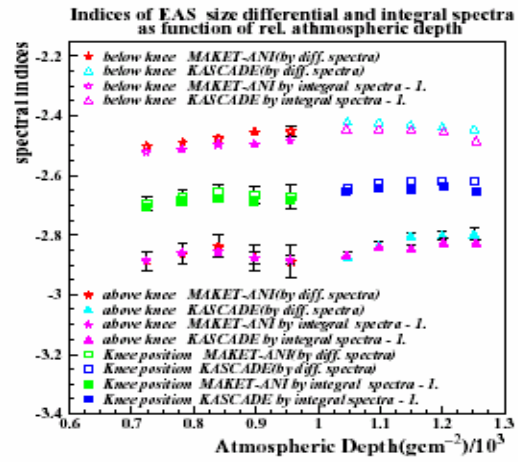 Indices of EAS size differential and integral spectra
as function of rel. athmospheric depth
spectral indices
-2.2
-2.4
-2.6
-2.8
-3
-3.2
-3.4
below knee MAKET-ANI(by diff. spectra)
below knee KASCADE(by diff. spectra)
below knee MAKET-ANI by integral spectra - 1.
below knee KASCADE by integral spectra - 1.
above knee MAKET-ANI(by diff. spectra)
above knee KASCADE(by diff. spectra)
above knee MAKET-ANI by integral spectra - 1.
above knee KASCADE by integral spectra - 1.
Knee position MAKET-ANI(by diff. spectra)
Knee position KASCADE(by diff. spectra)
Knee position MAKET-ANI by integral spectra - 1.
Knee position KASCADE by integral spectra - 1.
0.6 0.7 0.8 0.9 1 1.1 1.2 1.3
Atmospheric Depth(gcm⁻²)/10³